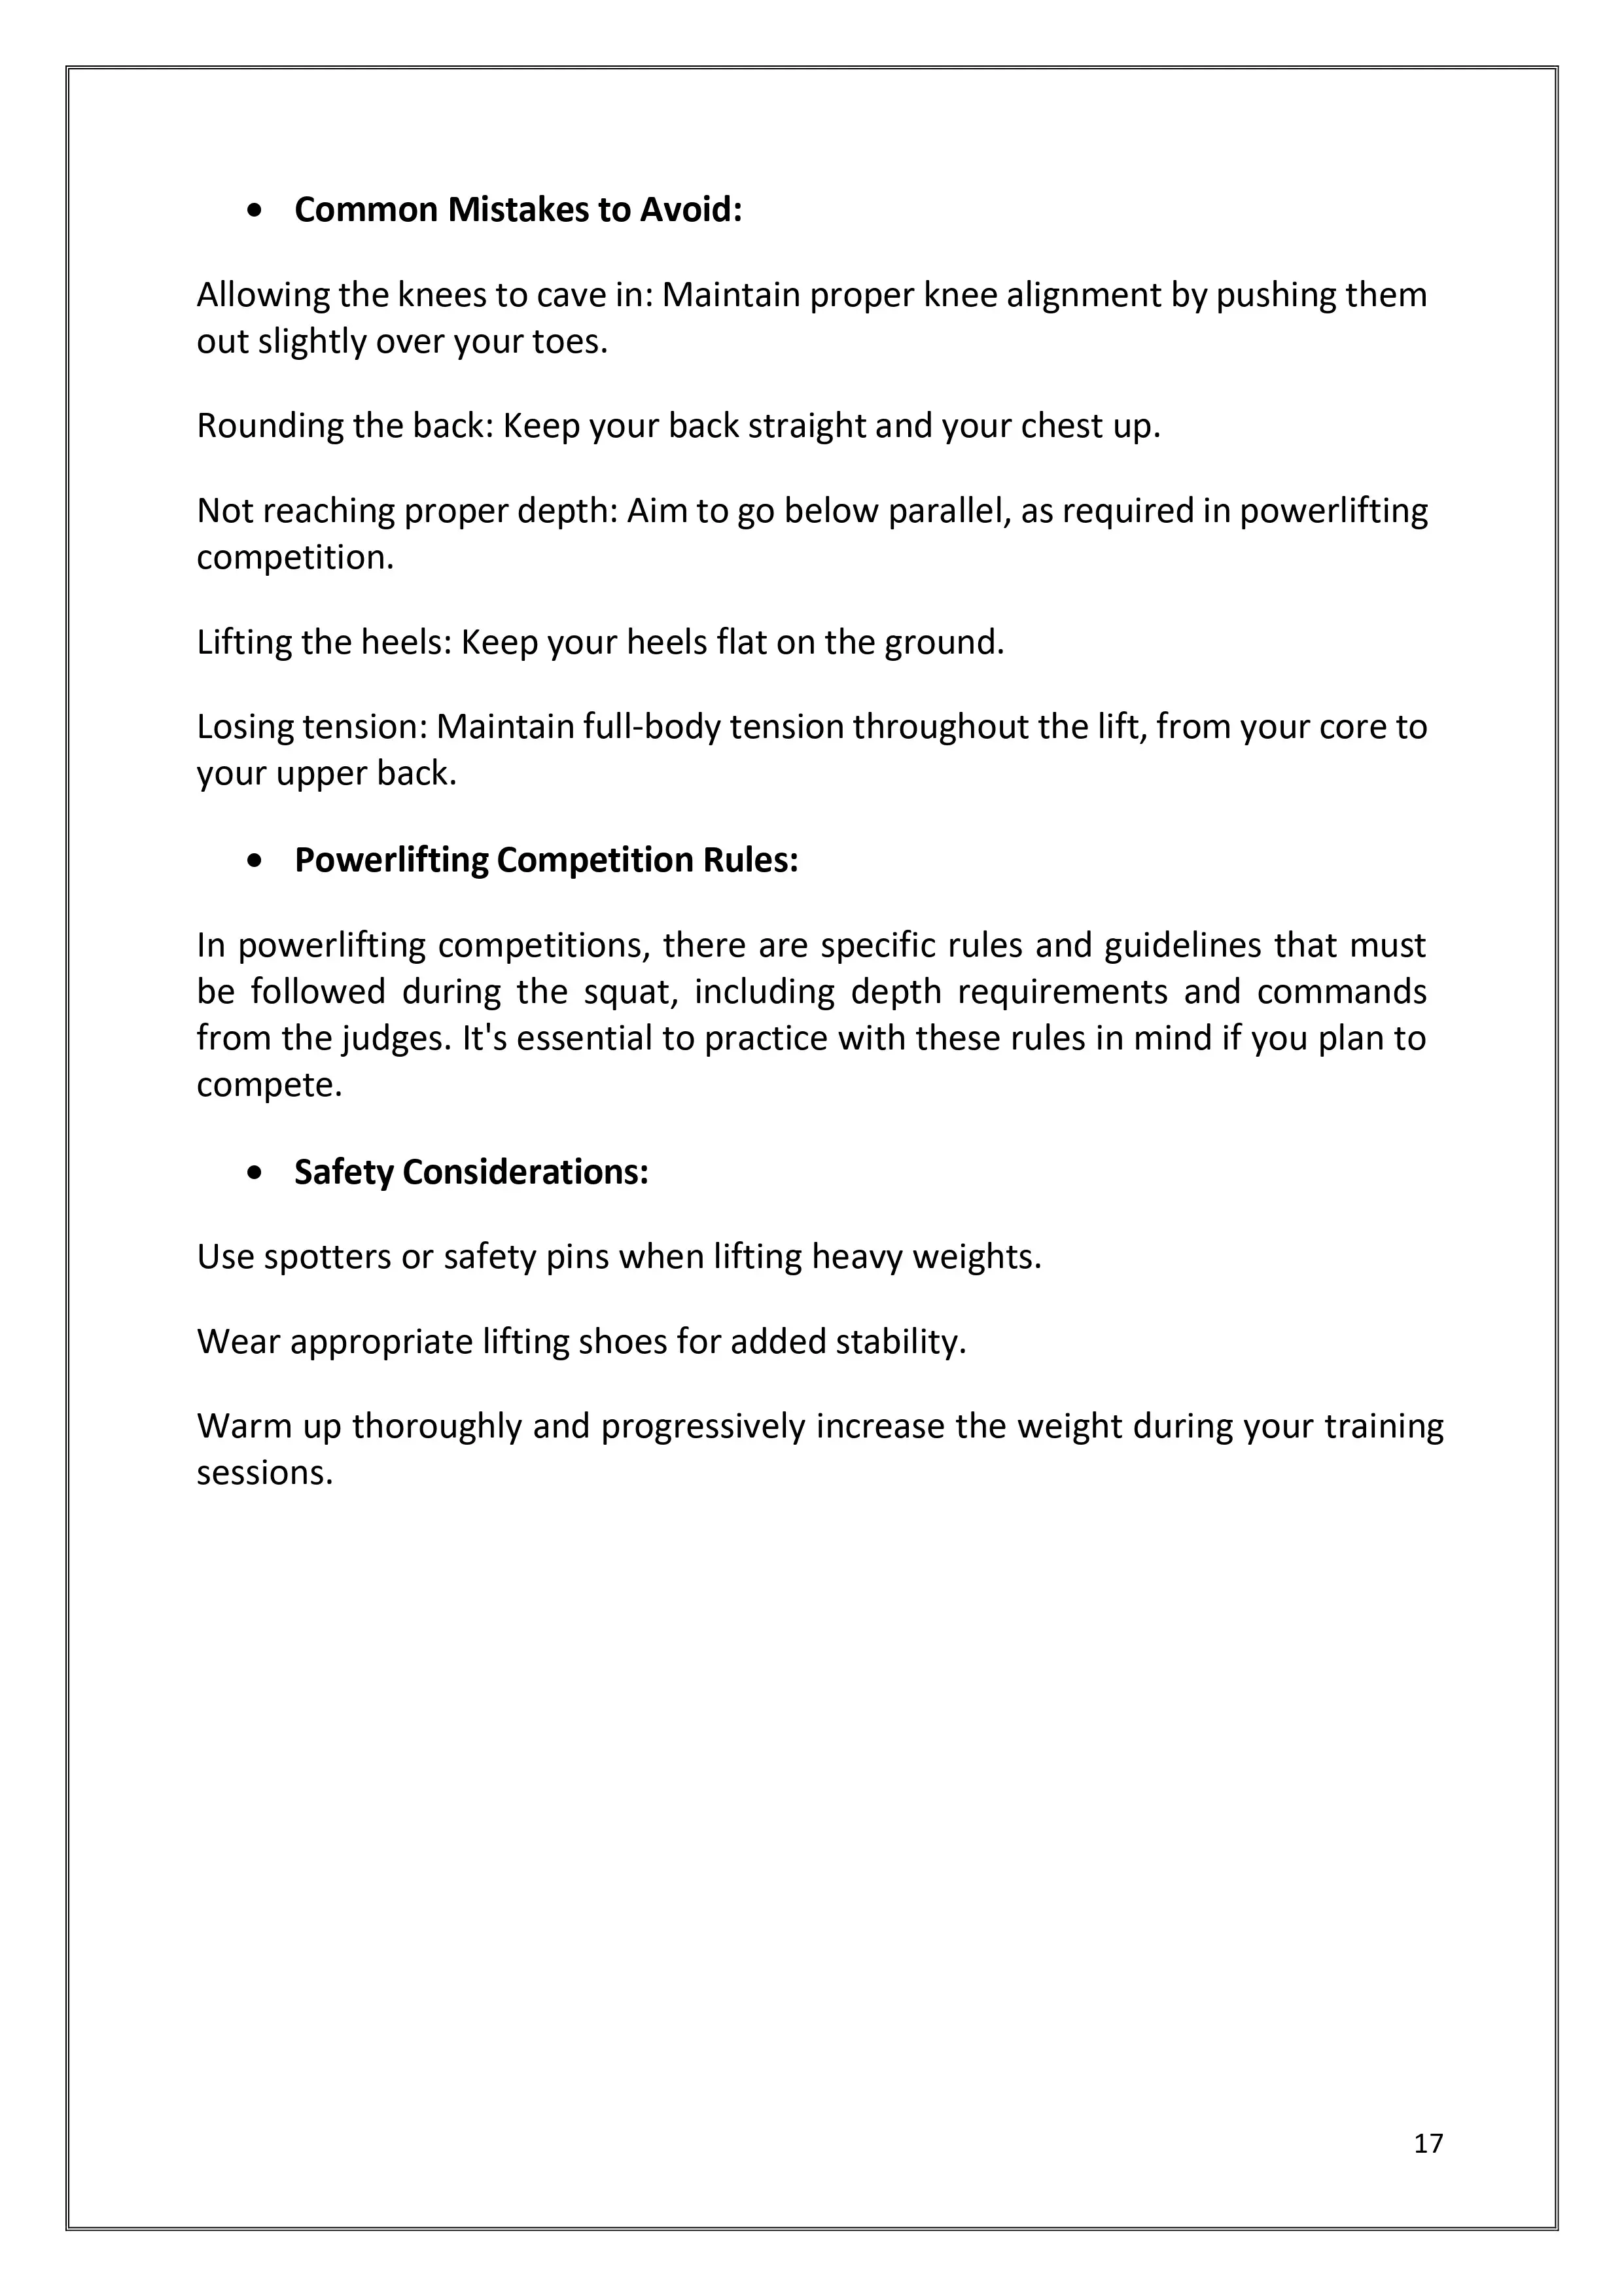 • Common Mistakes to Avoid:
Allowing the knees to cave in: Maintain proper knee alignment by pushing them
out slightly over your toes.
Rounding the back: Keep your back straight and your chest up.
Not reaching proper depth: Aim to go below parallel, as required in powerlifting
competition.
Lifting the heels: Keep your heels flat on the ground.
Losing tension: Maintain full-body tension throughout the lift, from your core to
your upper back.
• Powerlifting Competition Rules:
In powerlifting competitions, there are specific rules and guidelines that must
be followed during the squat, including depth requirements and commands
from the judges. It's essential to practice with these rules in mind if you plan to
compete.
• Safety Considerations:
Use spotters or safety pins when lifting heavy weights.
Wear appropriate lifting shoes for added stability.
Warm up thoroughly and progressively increase the weight during your training
sessions.
17